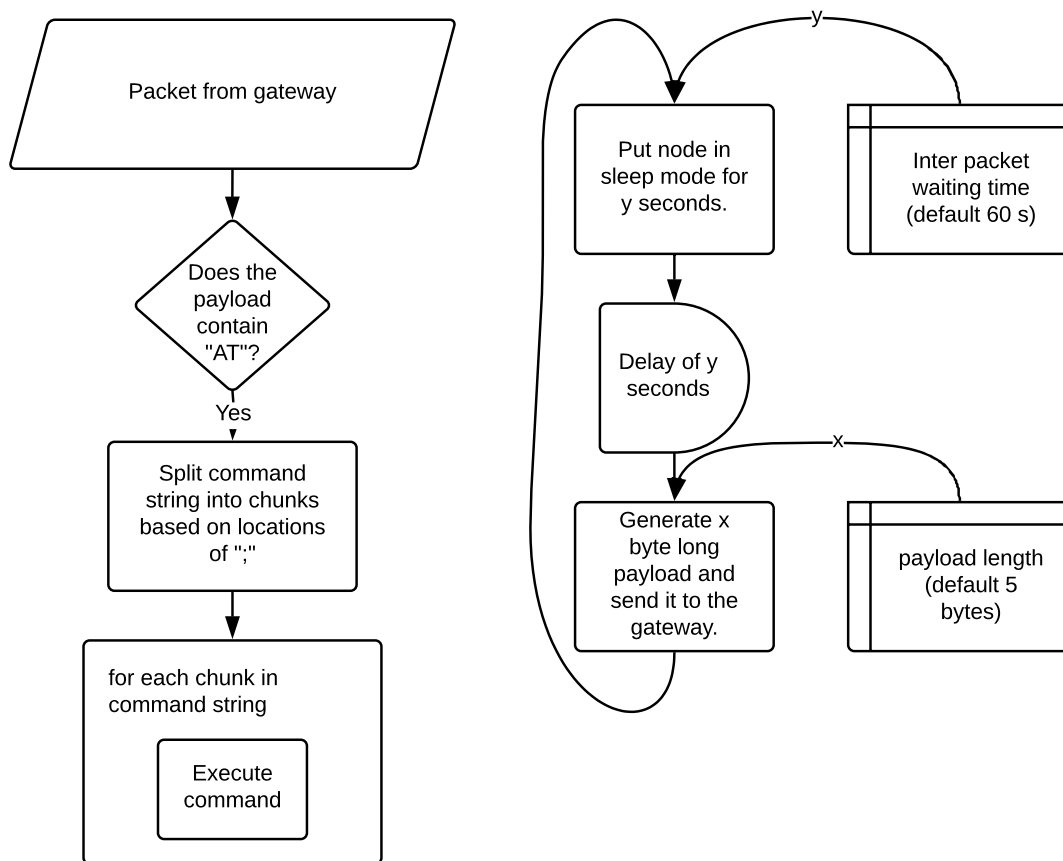 Packet from gateway
Does the
payload
contain
"AT"?
Yes
Split command
string into chunks
based on locations
of ";"
for each chunk in
command string
Execute
command
y
Put node in
sleep mode for
y seconds.
Inter packet
waiting time
(default 60 s)
Delay of y
seconds
x
Generate x
byte long
payload and
send it to the
gateway.
payload length
(default 5
bytes)